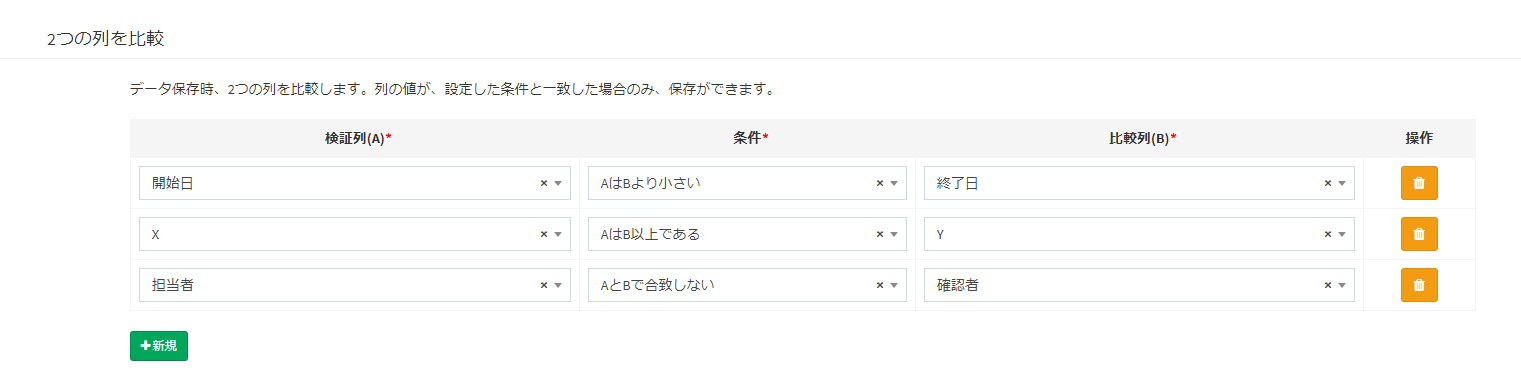 2つの列を比較
データ保存時、2つの列を比較します。列の値が、設定した条件と一致した場合のみ、保存ができます。
検証列(A)* 条件* 比較列(B)* 操作
開始日 × AはBより小さい × 終了日 ×
X × AはB以上である × Y ×
担当者 × AとBで合致しない × 確認者 ×
+新規